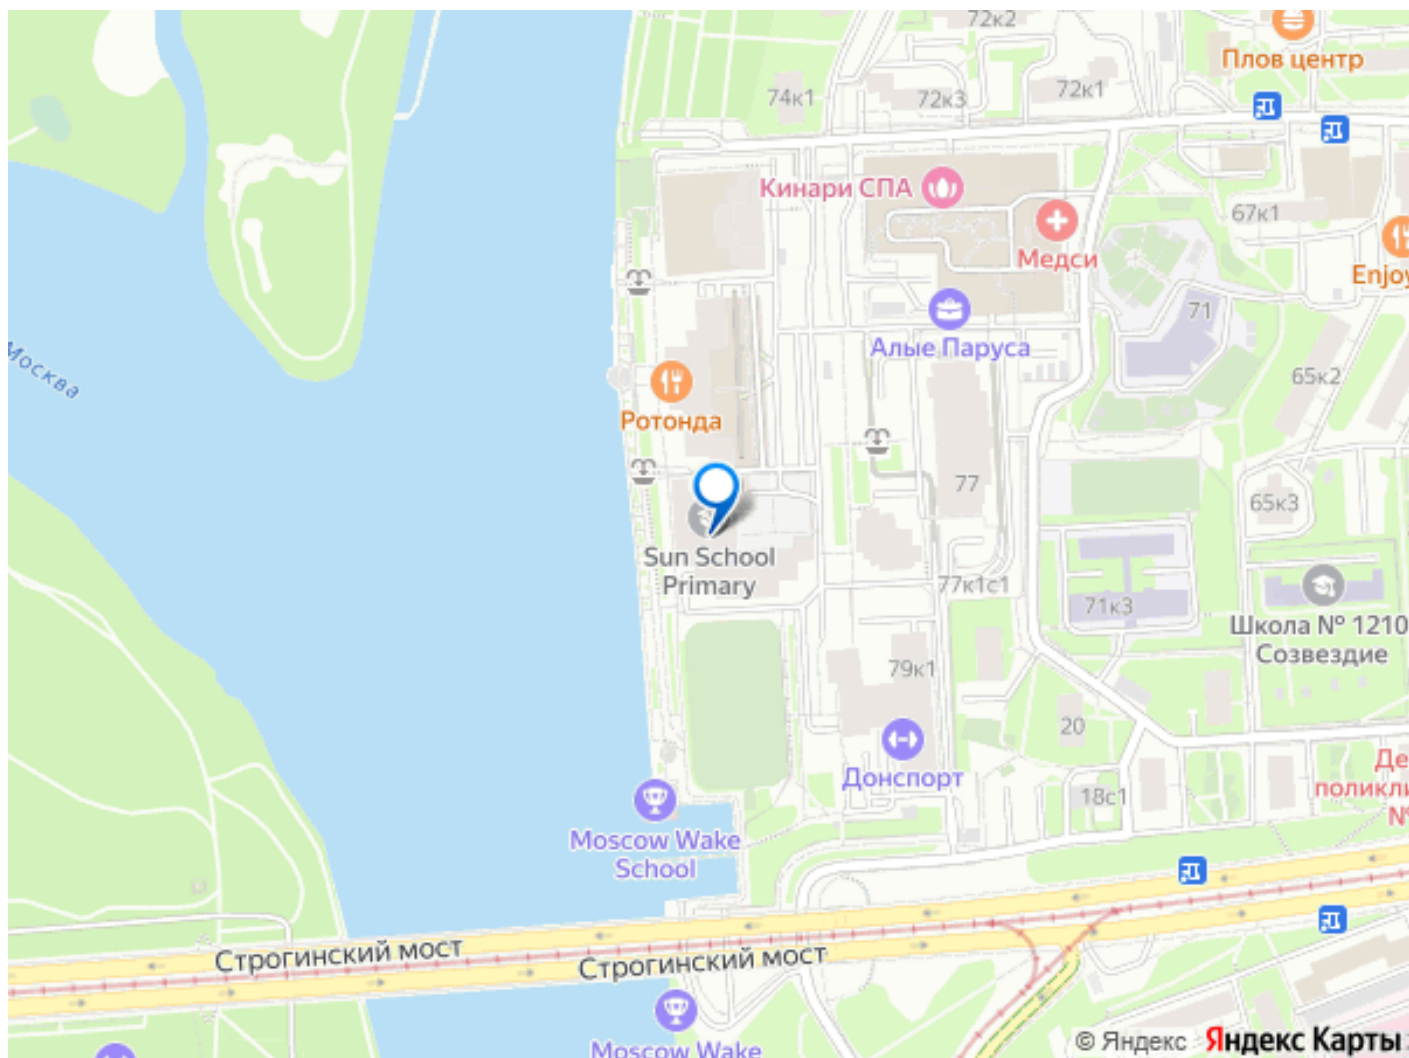 72к2
Плов центр
74к1
72к3
72к1
Кинари СПА
67к1
Медси
Enjoy
71
Алые Паруса
Москва
65к2
Ротонда
77
65к3
Sun School
Primary
77к1с1
71к3
Школа № 1210
Созвездие
79к1
20
Де
поликли
№
Донспорт
18с1
Moscow Wake
School
Строгинский мост
Строгинский мост
Moscow Wake
© Яндекс Яндекс Карты